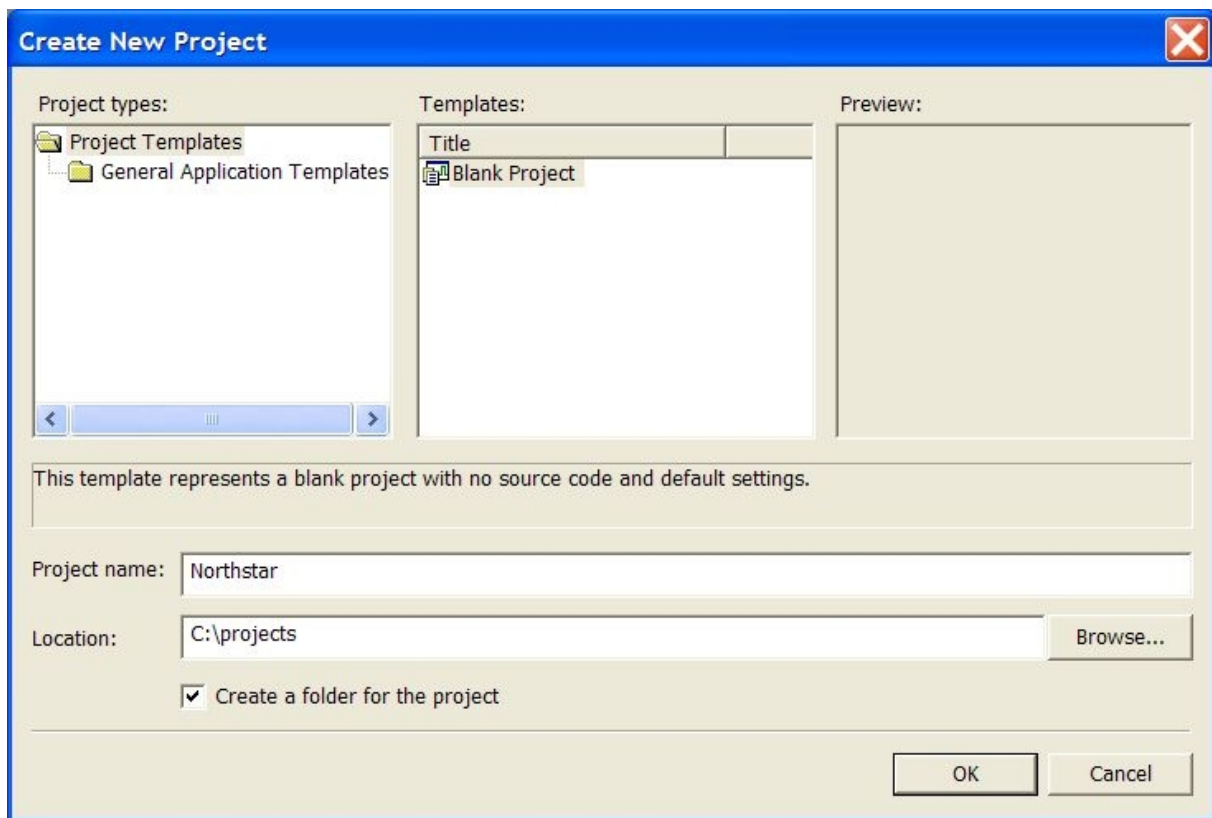 Create New Project
Project types:
Templates:
Preview:
Project Templates
General Application Templates
Title
Blank Project
This template represents a blank project with no source code and default settings.
Project name:
Northstar
Location:
C:\projects
Browse...
Create a folder for the project
OK
Cancel